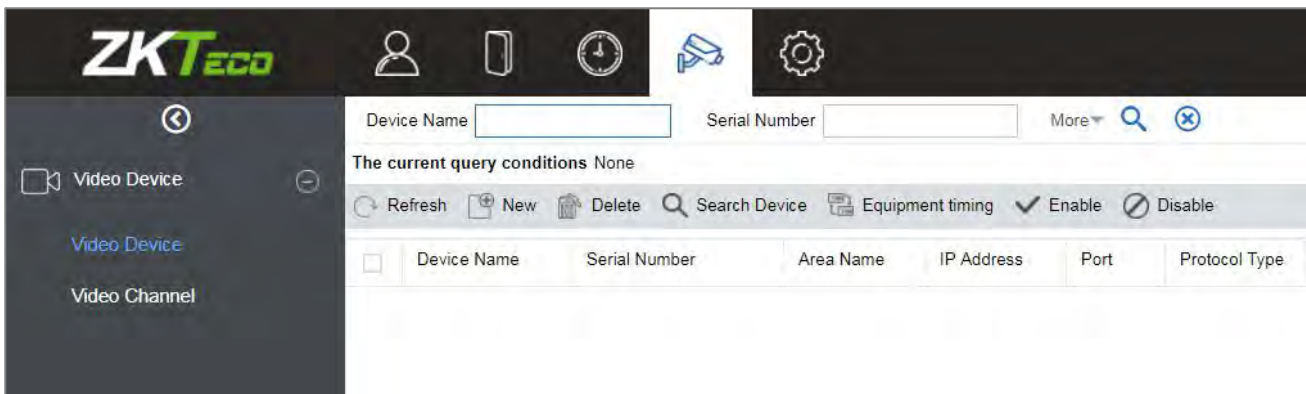 ZKTECO
Device Name Serial Number More
The current query conditions None
Video Device
Refresh New Delete Search Device Equipment timing Enable Disable
Video Device
Device Name Serial Number Area Name IP Address Port Protocol Type
Video Channel